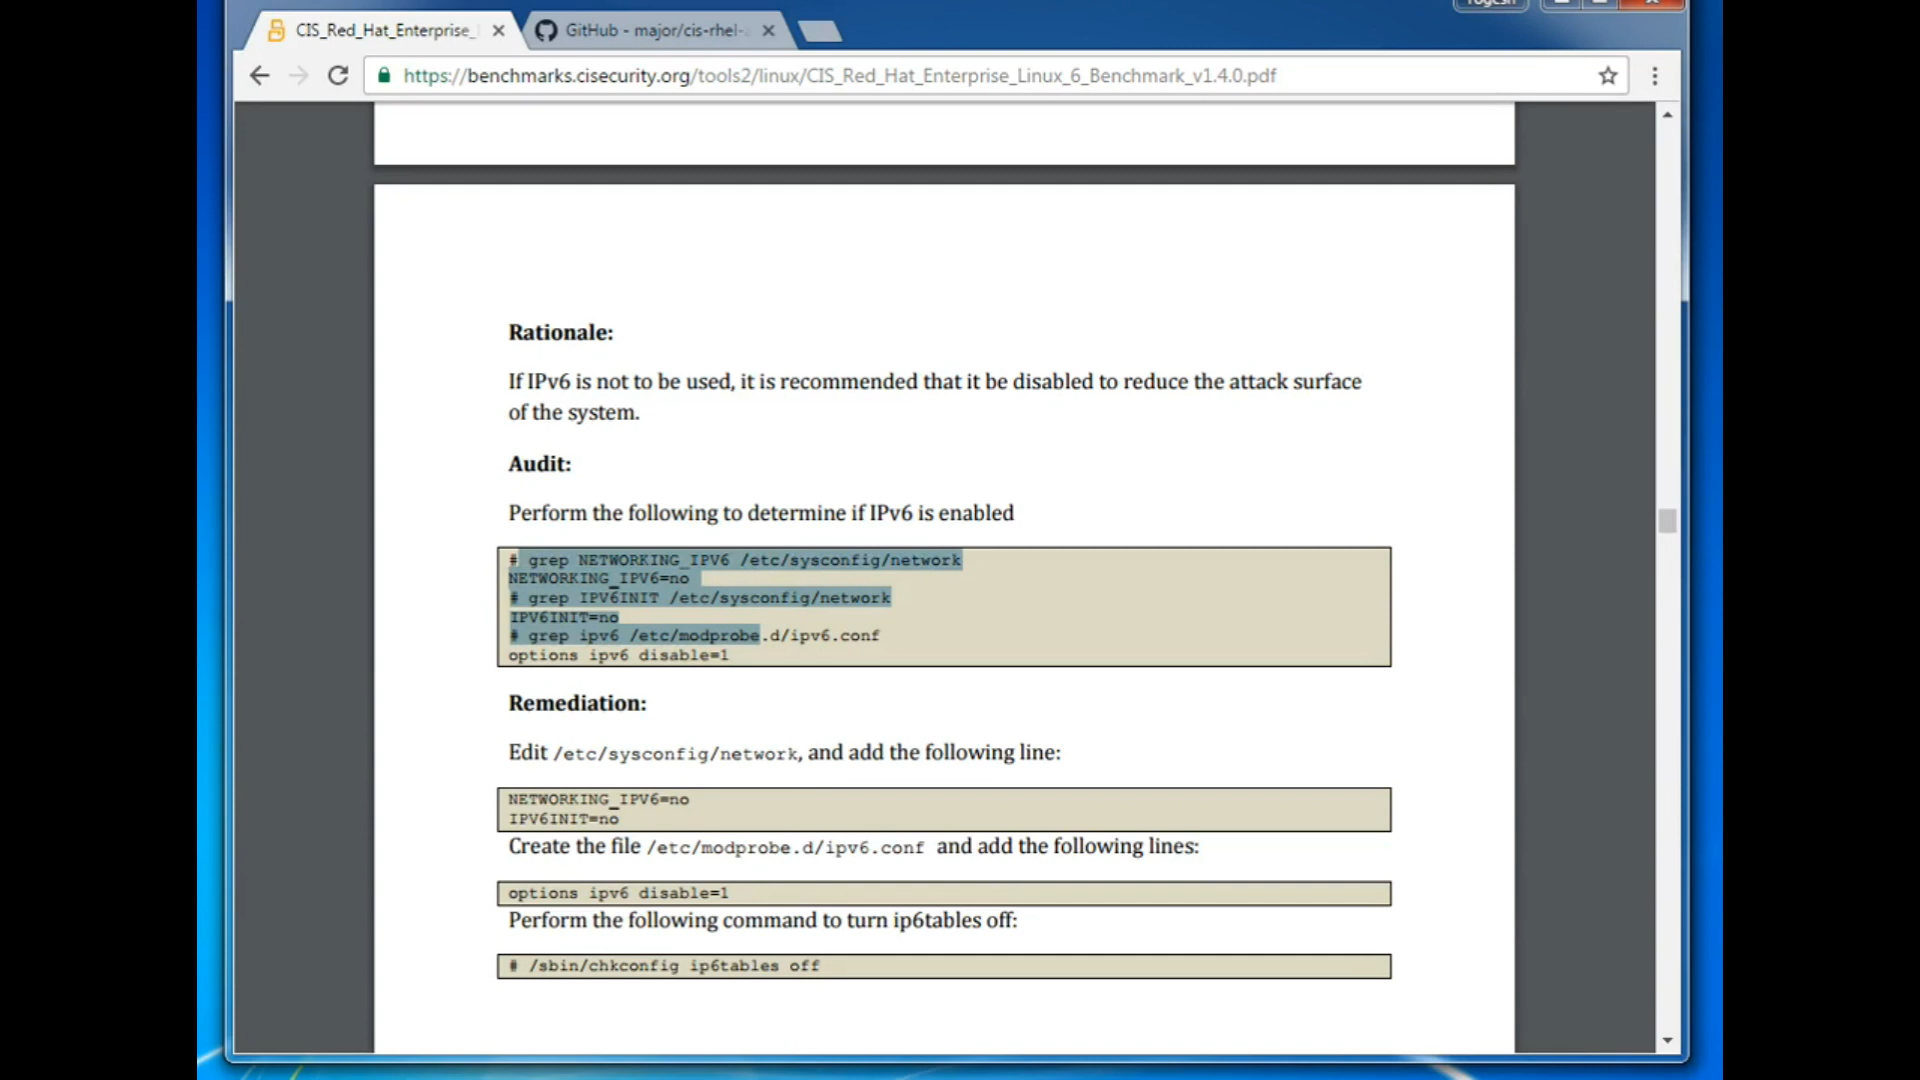 Yogesh
CIS_Red_Hat_Enterprise_
GitHub - major/cis-rhel-
https://benchmarks.cisecurity.org/tools2/linux/CIS_Red_Hat_Enterprise_Linux_6_Benchmark_v1.4.0.pdf
Rationale:
If IPv6 is not to be used, it is recommended that it be disabled to reduce the attack surface
of the system.
Audit:
Perform the following to determine if IPv6 is enabled
# grep NETWORKING_IPV6 /etc/sysconfig/network
NETWORKING_IPV6=no
# grep IPV6INIT /etc/sysconfig/network
IPV6INIT=no
# grep ipv6 /etc/modprobe.d/ipv6.conf
options ipv6 disable=1
Remediation:
Edit /etc/sysconfig/network, and add the following line:
NETWORKING_IPV6=no
IPV6INIT=no
Create the file /etc/modprobe.d/ipv6.conf and add the following lines:
options ipv6 disable=1
Perform the following command to turn ip6tables off:
# /sbin/chkconfig ip6tables off